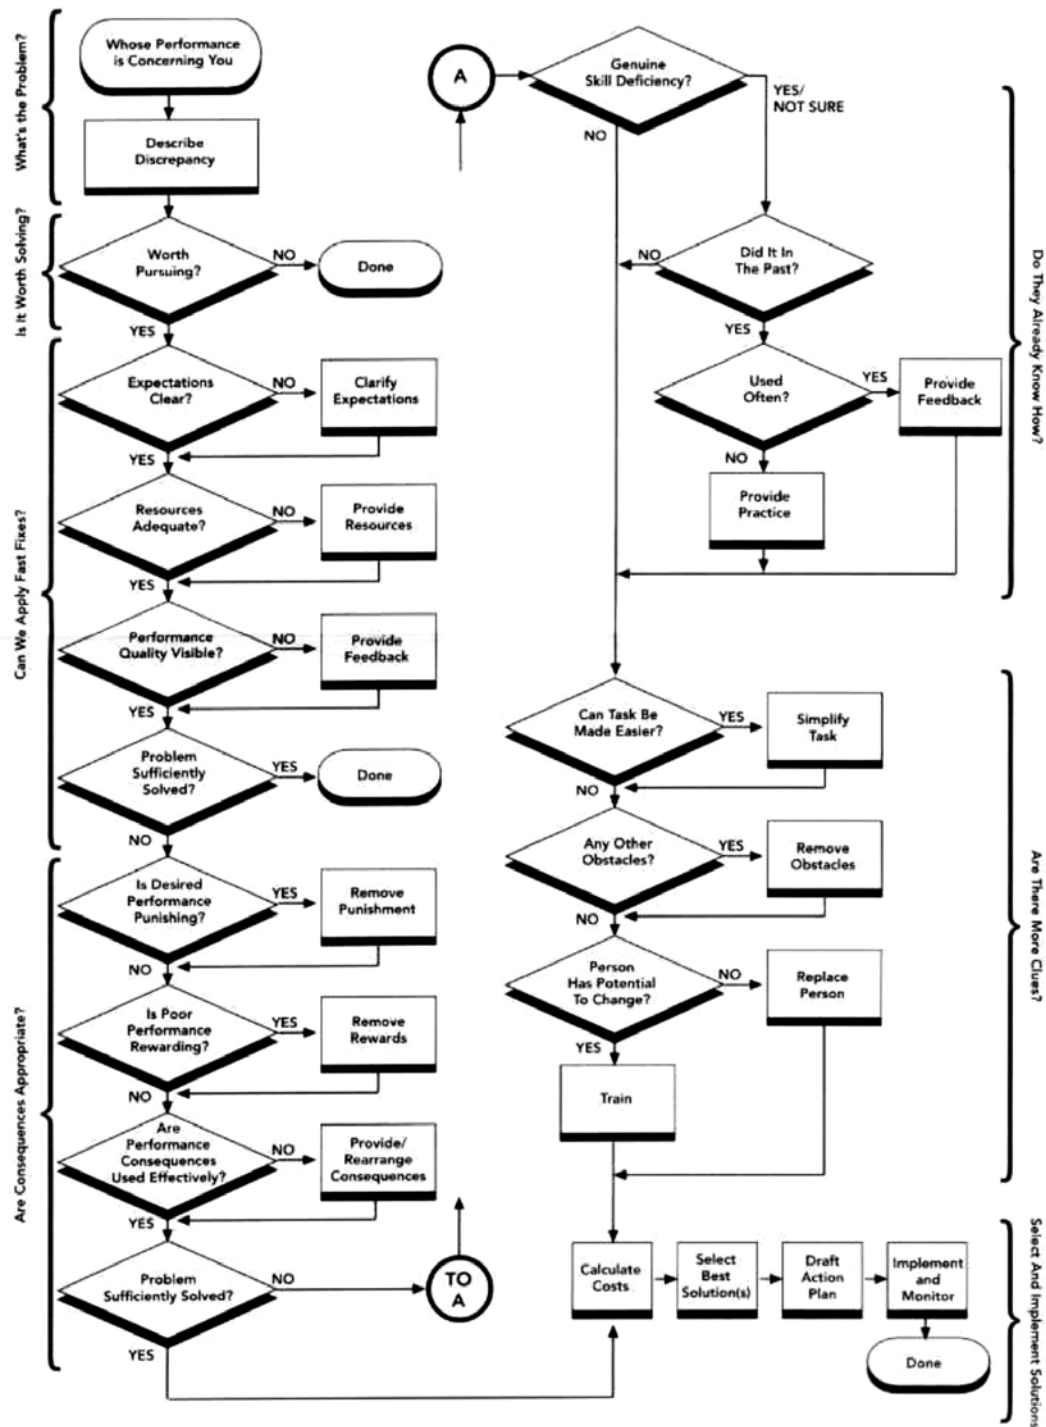 What's the Problem?
Whose Performance
is Concerning You
Describe
Discrepancy
Is It Worth Solving?
Worth
Pursuing?
NO
Done
YES
Can We Apply Fast Fixes?
Expectations
Clear?
NO
Clarify
Expectations
YES
Resources
Adequate?
NO
Provide
Resources
YES
Performance
Quality Visible?
NO
Provide
Feedback
YES
Problem
Sufficiently
Solved?
YES
Done
NO
Are Consequences Appropriate?
Is Desired
Performance
Punishing?
YES
Remove
Punishment
NO
Is Poor
Performance
Rewarding?
YES
Remove
Rewards
NO
Are
Performance
Consequences
Used Effectively?
NO
Provide/
Rearrange
Consequences
YES
Problem
Sufficiently Solved?
NO
TO
A
YES
A
Genuine
Skill Deficiency?
YES/
NOT SURE
NO
Do They Already Know How?
Did It In
The Past?
NO
YES
Used
Often?
YES
Provide
Feedback
NO
Provide
Practice
Are There More Clues?
Can Task Be
Made Easier?
YES
Simplify
Task
NO
Any Other
Obstacles?
YES
Remove
Obstacles
NO
Person
Has Potential
To Change?
NO
Replace
Person
YES
Train
Select And Implement Solutions
Calculate
Costs
Select
Best
Solution(s)
Draft
Action
Plan
Implement
and
Monitor
Done